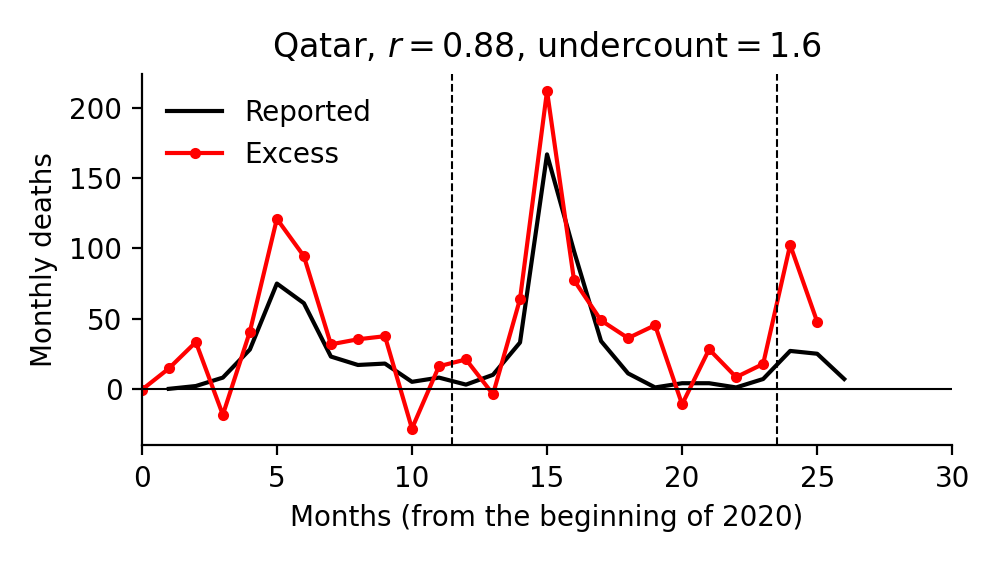 Qatar, r = 0.88, undercount = 1.6
Reported
Excess
Monthly deaths
200
150
100
50
0
0 5 10 15 20 25 30
Months (from the beginning of 2020)